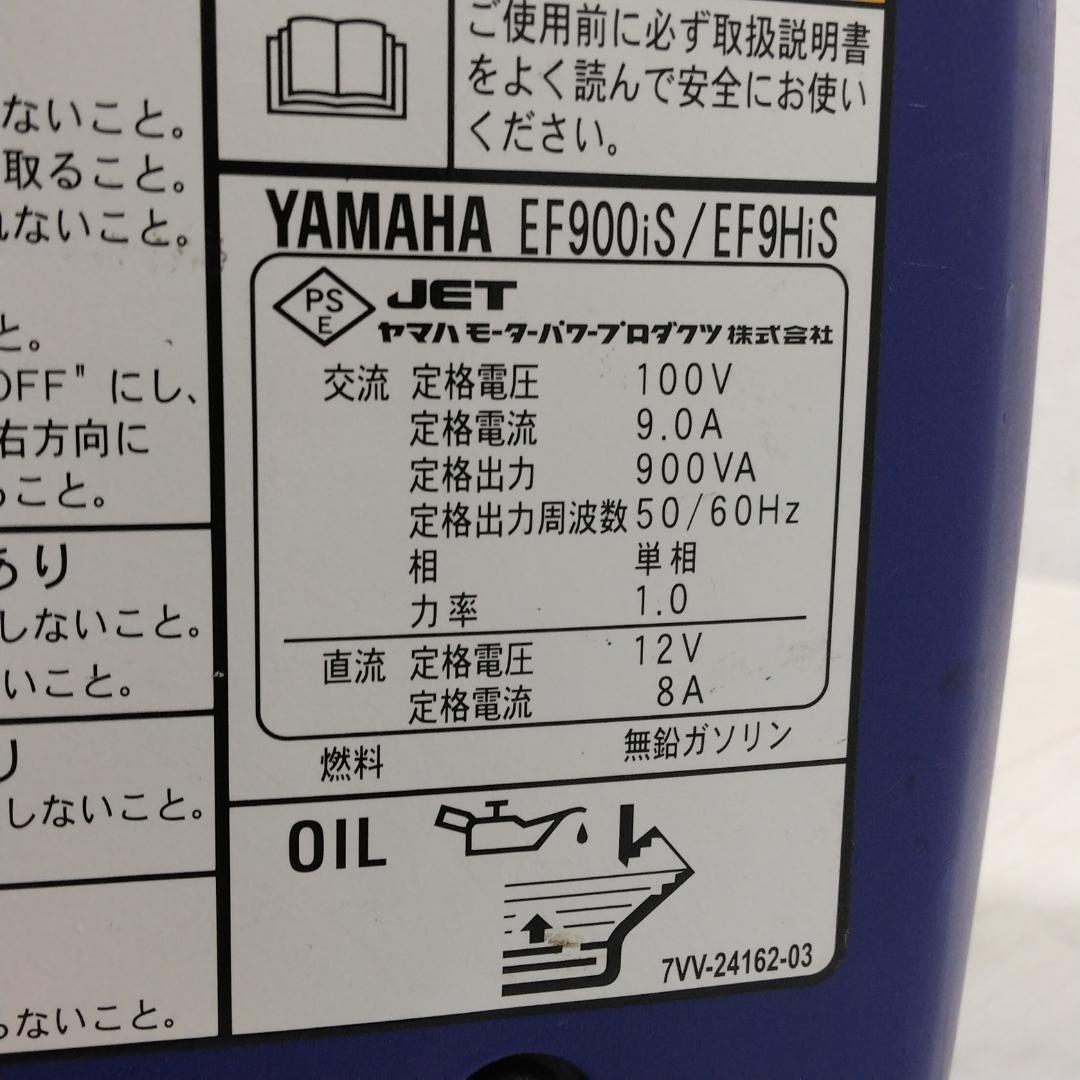 ないこと。
取ること。
れないこと。
と。
OFF" にし、
右方向に
こと。
あり
しないこと。
いこと。
り
しないこと。
ないこと。
ご使用前に必ず取扱説明書
をよく読んで安全にお使い
ください。
YAMAHA EF900iS/EF9HiS
PS
E
JET
ヤマハモーターパワープロダクツ株式会社
交流 定格電圧 100V
定格電流 9.0A
定格出力 900VA
定格出力周波数 50/60Hz
相 単相
力率 1.0
直流 定格電圧 12V
定格電流 8A
燃料 無鉛ガソリン
OIL
7VV-24162-03